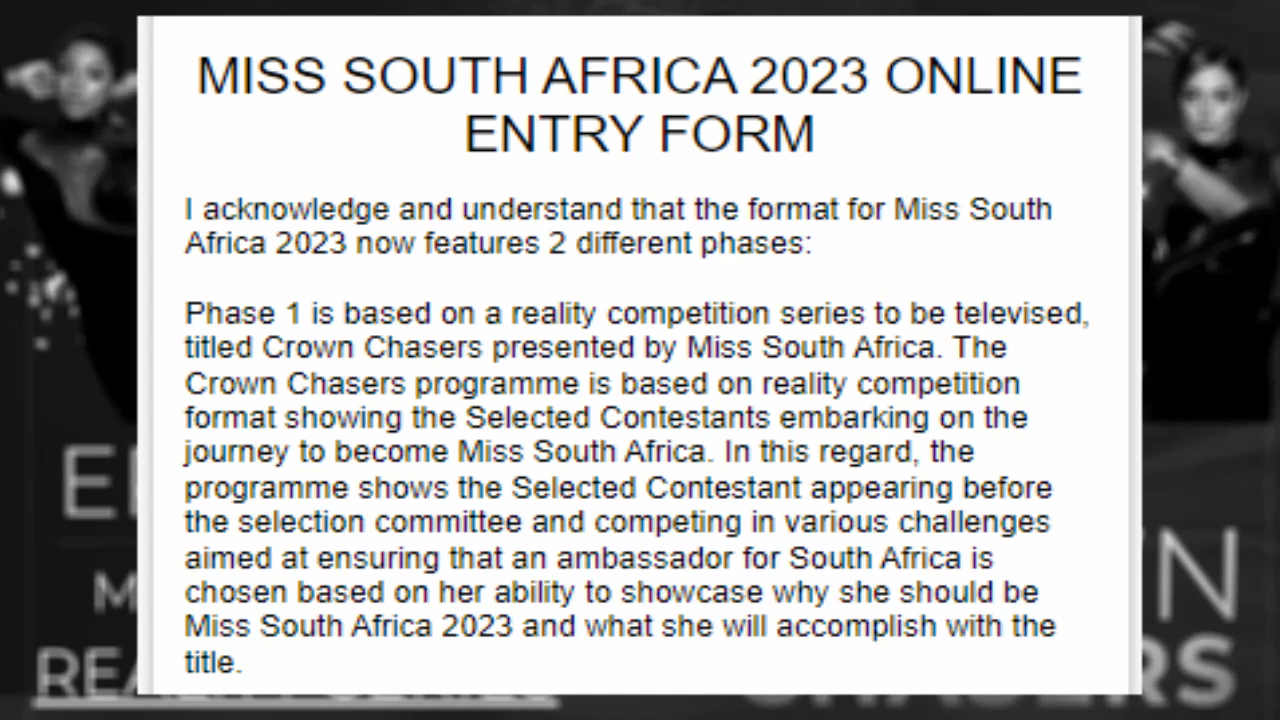 MISS SOUTH AFRICA 2023 ONLINE
ENTRY FORM
I acknowledge and understand that the format for Miss South
Africa 2023 now features 2 different phases:
Phase 1 is based on a reality competition series to be televised,
titled Crown Chasers presented by Miss South Africa. The
Crown Chasers programme is based on reality competition
format showing the Selected Contestants embarking on the
journey to become Miss South Africa. In this regard, the
programme shows the Selected Contestant appearing before
the selection committee and competing in various challenges
aimed at ensuring that an ambassador for South Africa is
chosen based on her ability to showcase why she should be
Miss South Africa 2023 and what she will accomplish with the
title.